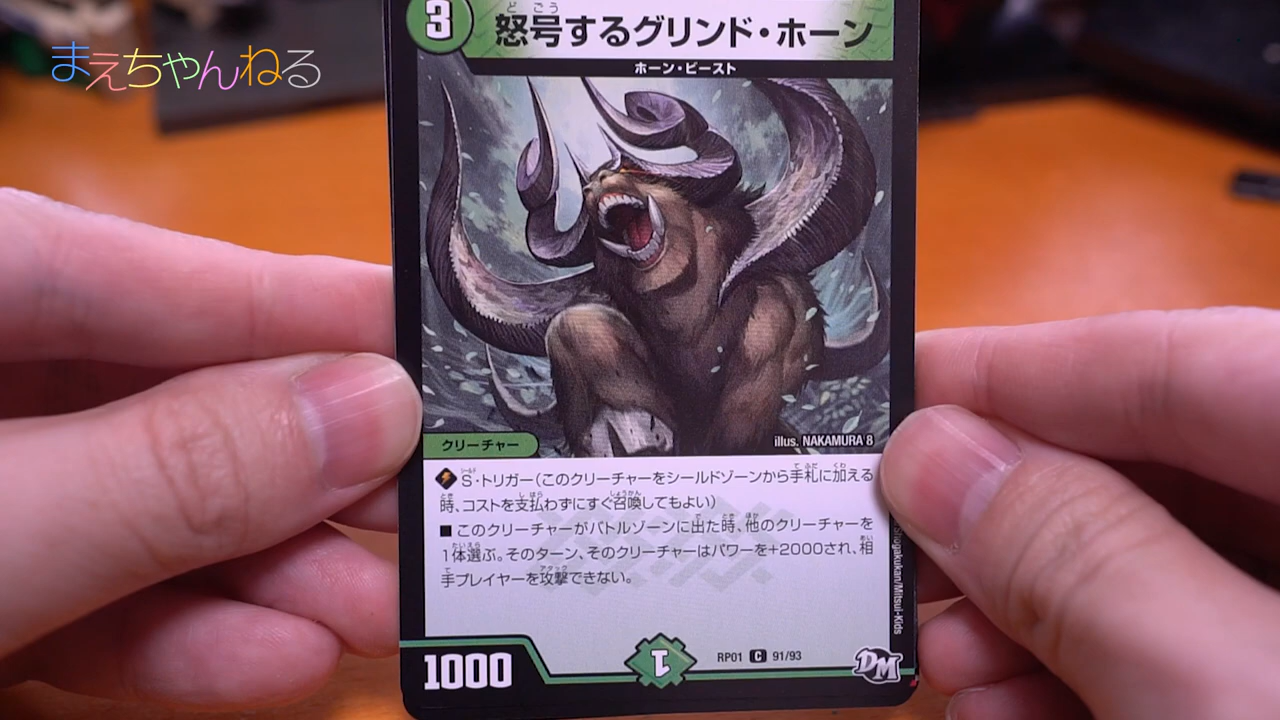 まえちゃんねる
3
怒号するグリンド・ホーン
ホーン・ビースト
クリーチャー
illus. NAKAMURA 8
S・トリガー(このクリーチャーをシールドゾーンから手札に加える
時、コストを支払わずにすぐ召喚してもよい)
■このクリーチャーがバトルゾーンに出た時、他のクリーチャーを
1体選ぶ。そのターン、そのクリーチャーはパワーを+2000され、相
手プレイヤーを攻撃できない。
1000
1
RP01 C 91/93
DM
Shogakukan/Mitsui-Kids